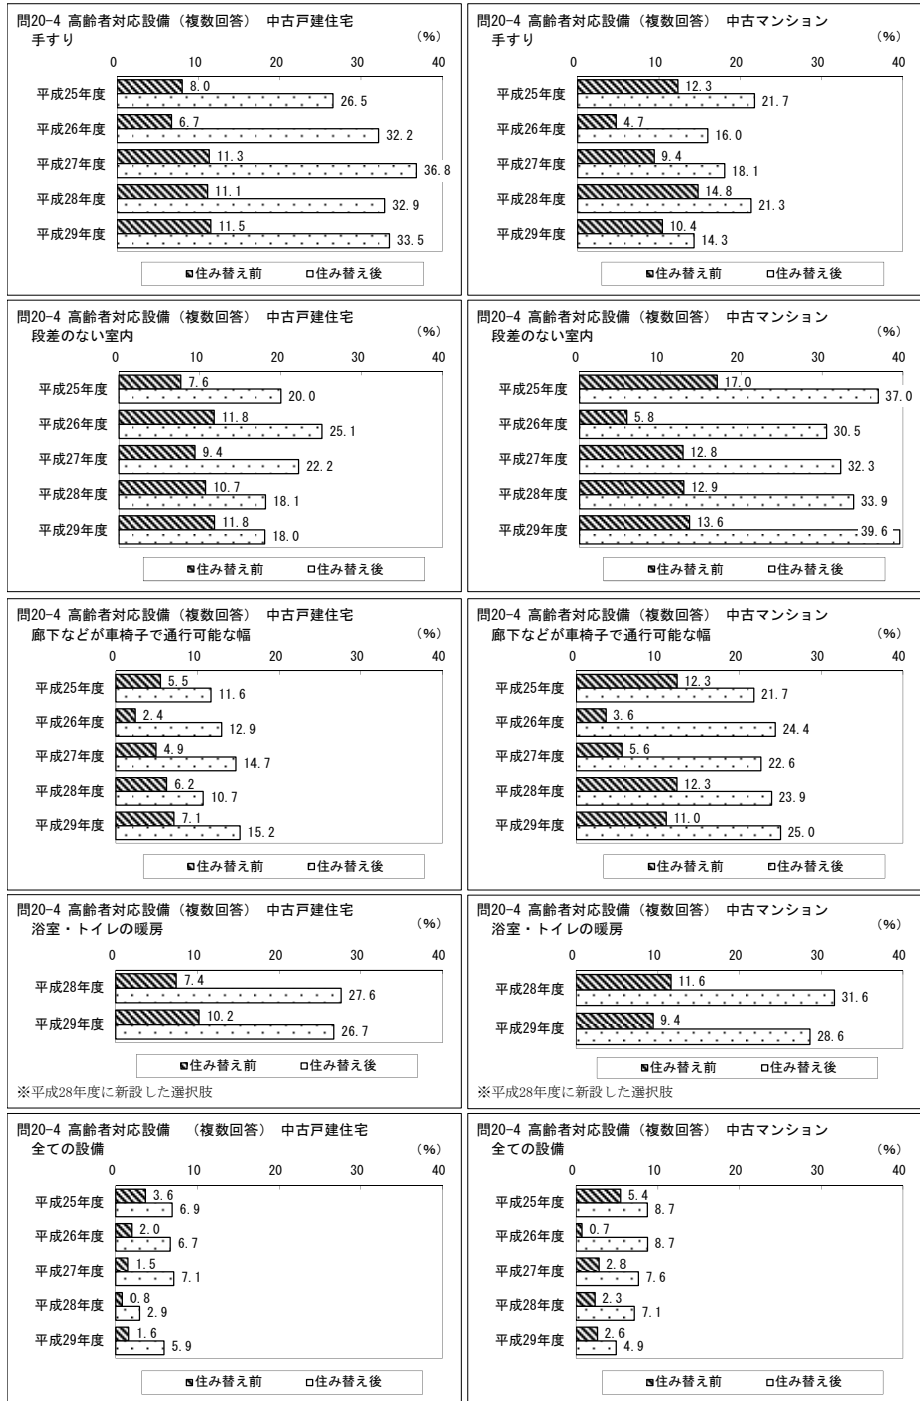 問20-4 高齢者対応設備（複数回答） 中古戸建住宅
手すり
(%)
0 10 20 30 40
平成25年度 8.0 26.5
平成26年度 6.7 32.2
平成27年度 11.3 36.8
平成28年度 11.1 32.9
平成29年度 11.5 33.5
住み替え前 住み替え後
問20-4 高齢者対応設備（複数回答） 中古マンション
手すり
(%)
0 10 20 30 40
平成25年度 12.3 21.7
平成26年度 4.7 16.0
平成27年度 9.4 18.1
平成28年度 14.8 21.3
平成29年度 10.4 14.3
住み替え前 住み替え後
問20-4 高齢者対応設備（複数回答） 中古戸建住宅
段差のない室内
(%)
0 10 20 30 40
平成25年度 7.6 20.0
平成26年度 11.8 25.1
平成27年度 9.4 22.2
平成28年度 10.7 18.1
平成29年度 11.8 18.0
住み替え前 住み替え後
問20-4 高齢者対応設備（複数回答） 中古マンション
段差のない室内
(%)
0 10 20 30 40
平成25年度 17.0 37.0
平成26年度 5.8 30.5
平成27年度 12.8 32.3
平成28年度 12.9 33.9
平成29年度 13.6 39.6
住み替え前 住み替え後
問20-4 高齢者対応設備（複数回答） 中古戸建住宅
廊下などが車椅子で通行可能な幅
(%)
0 10 20 30 40
平成25年度 5.5 11.6
平成26年度 2.4 12.9
平成27年度 4.9 14.7
平成28年度 6.2 10.7
平成29年度 7.1 15.2
住み替え前 住み替え後
問20-4 高齢者対応設備（複数回答） 中古マンション
廊下などが車椅子で通行可能な幅
(%)
0 10 20 30 40
平成25年度 12.3 21.7
平成26年度 3.6 24.4
平成27年度 5.6 22.6
平成28年度 12.3 23.9
平成29年度 11.0 25.0
住み替え前 住み替え後
問20-4 高齢者対応設備（複数回答） 中古戸建住宅
浴室・トイレの暖房
(%)
0 10 20 30 40
平成28年度 7.4 27.6
平成29年度 10.2 26.7
住み替え前 住み替え後
※平成28年度に新設した選択肢
問20-4 高齢者対応設備（複数回答） 中古マンション
浴室・トイレの暖房
(%)
0 10 20 30 40
平成28年度 11.6 31.6
平成29年度 9.4 28.6
住み替え前 住み替え後
※平成28年度に新設した選択肢
問20-4 高齢者対応設備 （複数回答） 中古戸建住宅
全ての設備
(%)
0 10 20 30 40
平成25年度 3.6 6.9
平成26年度 2.0 6.7
平成27年度 1.5 7.1
平成28年度 0.8 2.9
平成29年度 1.6 5.9
住み替え前 住み替え後
問20-4 高齢者対応設備（複数回答） 中古マンション
全ての設備
(%)
0 10 20 30 40
平成25年度 5.4 8.7
平成26年度 0.7 8.7
平成27年度 2.8 7.6
平成28年度 2.3 7.1
平成29年度 2.6 4.9
住み替え前 住み替え後